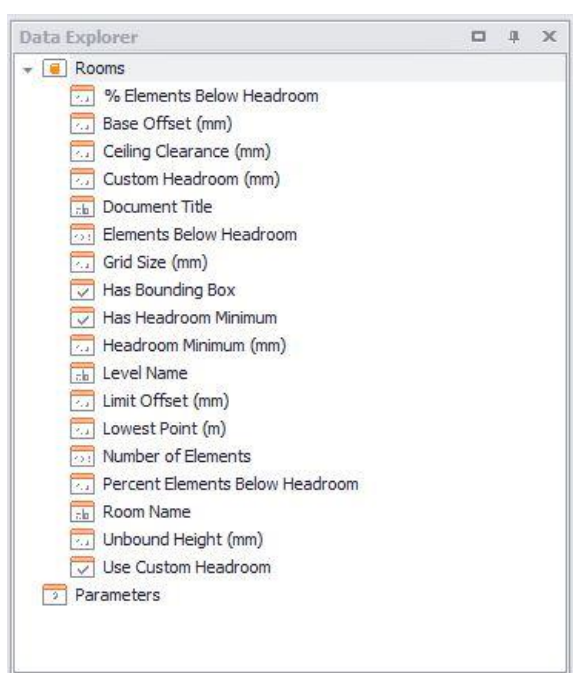 Data Explorer
Rooms
% Elements Below Headroom
Base Offset (mm)
Ceiling Clearance (mm)
Custom Headroom (mm)
Document Title
Elements Below Headroom
Grid Size (mm)
Has Bounding Box
Has Headroom Minimum
Headroom Minimum (mm)
Level Name
Limit Offset (mm)
Lowest Point (m)
Number of Elements
Percent Elements Below Headroom
Room Name
Unbound Height (mm)
Use Custom Headroom
Parameters